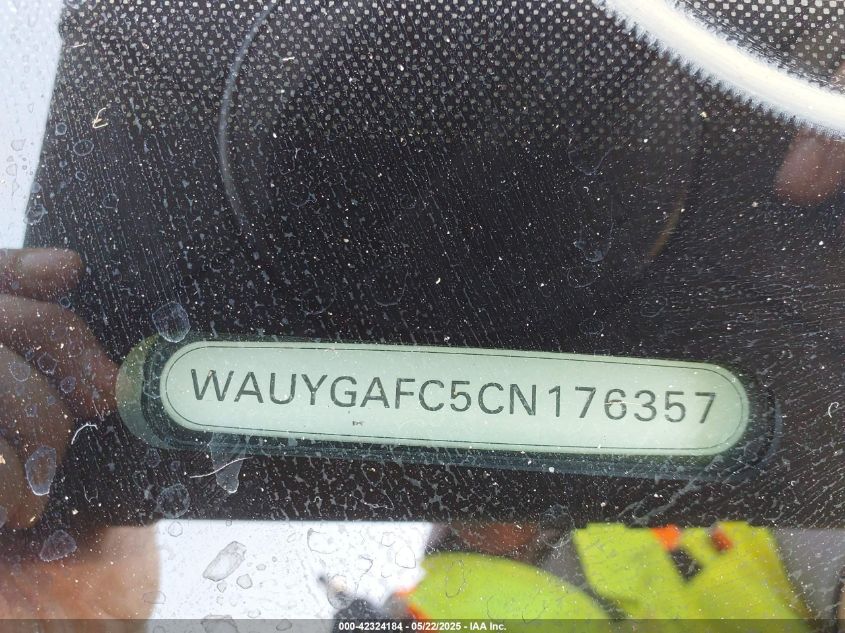 WAUYGAFC5CN176357
000-42324184 - 05/22/2025 - IAA Inc.